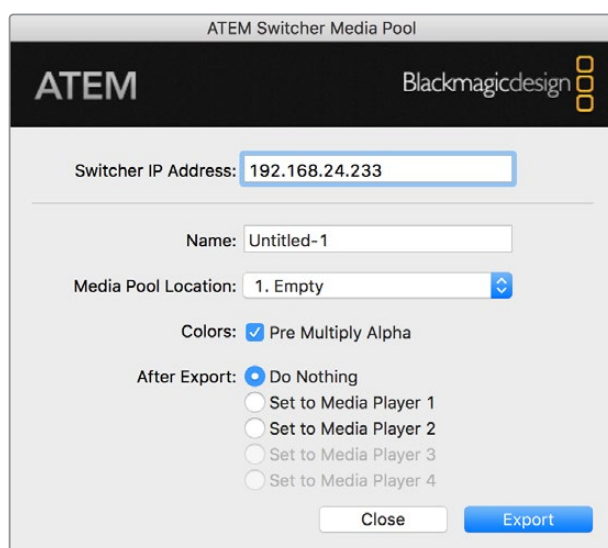 ATEM Switcher Media Pool
ATEM Blackmagicdesign
Switcher IP Address: 192.168.24.233
Name: Untitled-1
Media Pool Location: 1. Empty
Colors: Pre Multiply Alpha
After Export: Do Nothing
Set to Media Player 1
Set to Media Player 2
Set to Media Player 3
Set to Media Player 4
Close Export